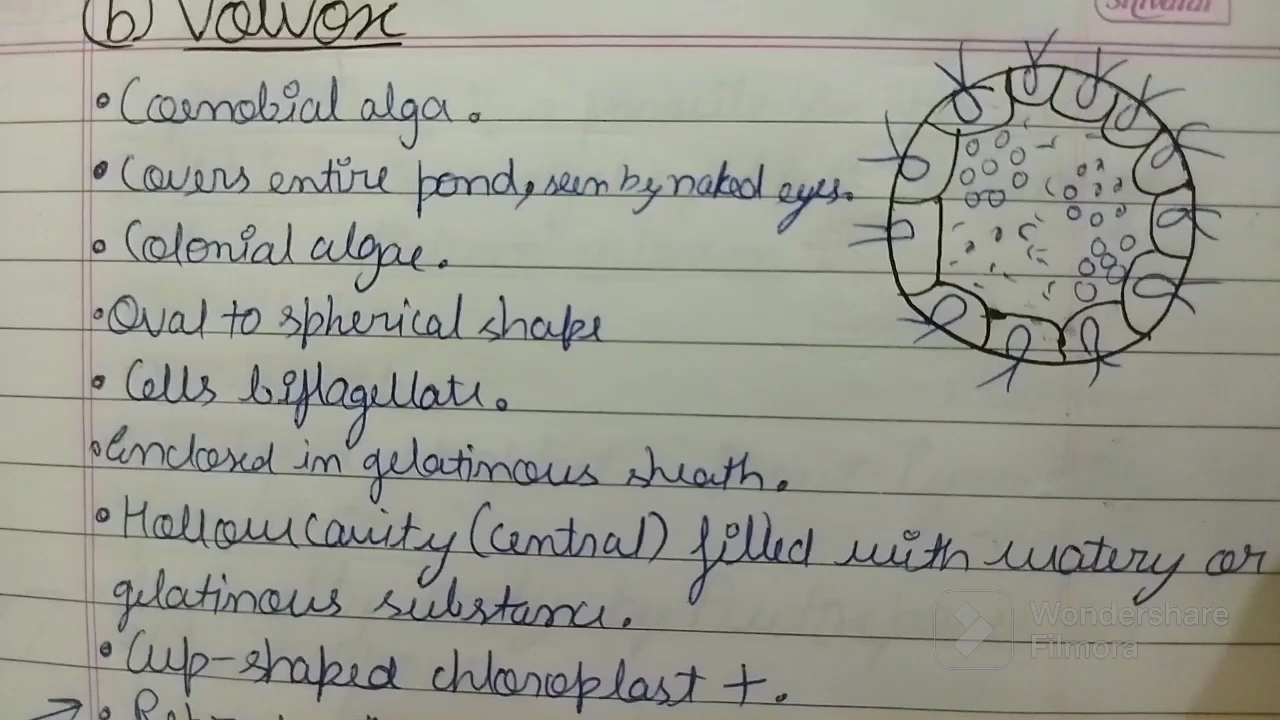 (b) Volvox
Shivalal
• Coenobial alga.
• Covers entire pond, seen by naked eyes.
• Colonial algae.
• Oval to spherical shape
• Cells biflagellate.
• Enclosed in gelatinous sheath.
• Hollow cavity (central) filled with watery or
gelatinous substance.
• Cup-shaped chloroplast +.
Wondershare
Filmora